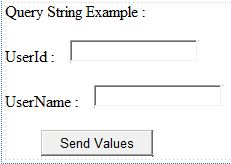 Query String Example :
UserId :
UserName :
Send Values